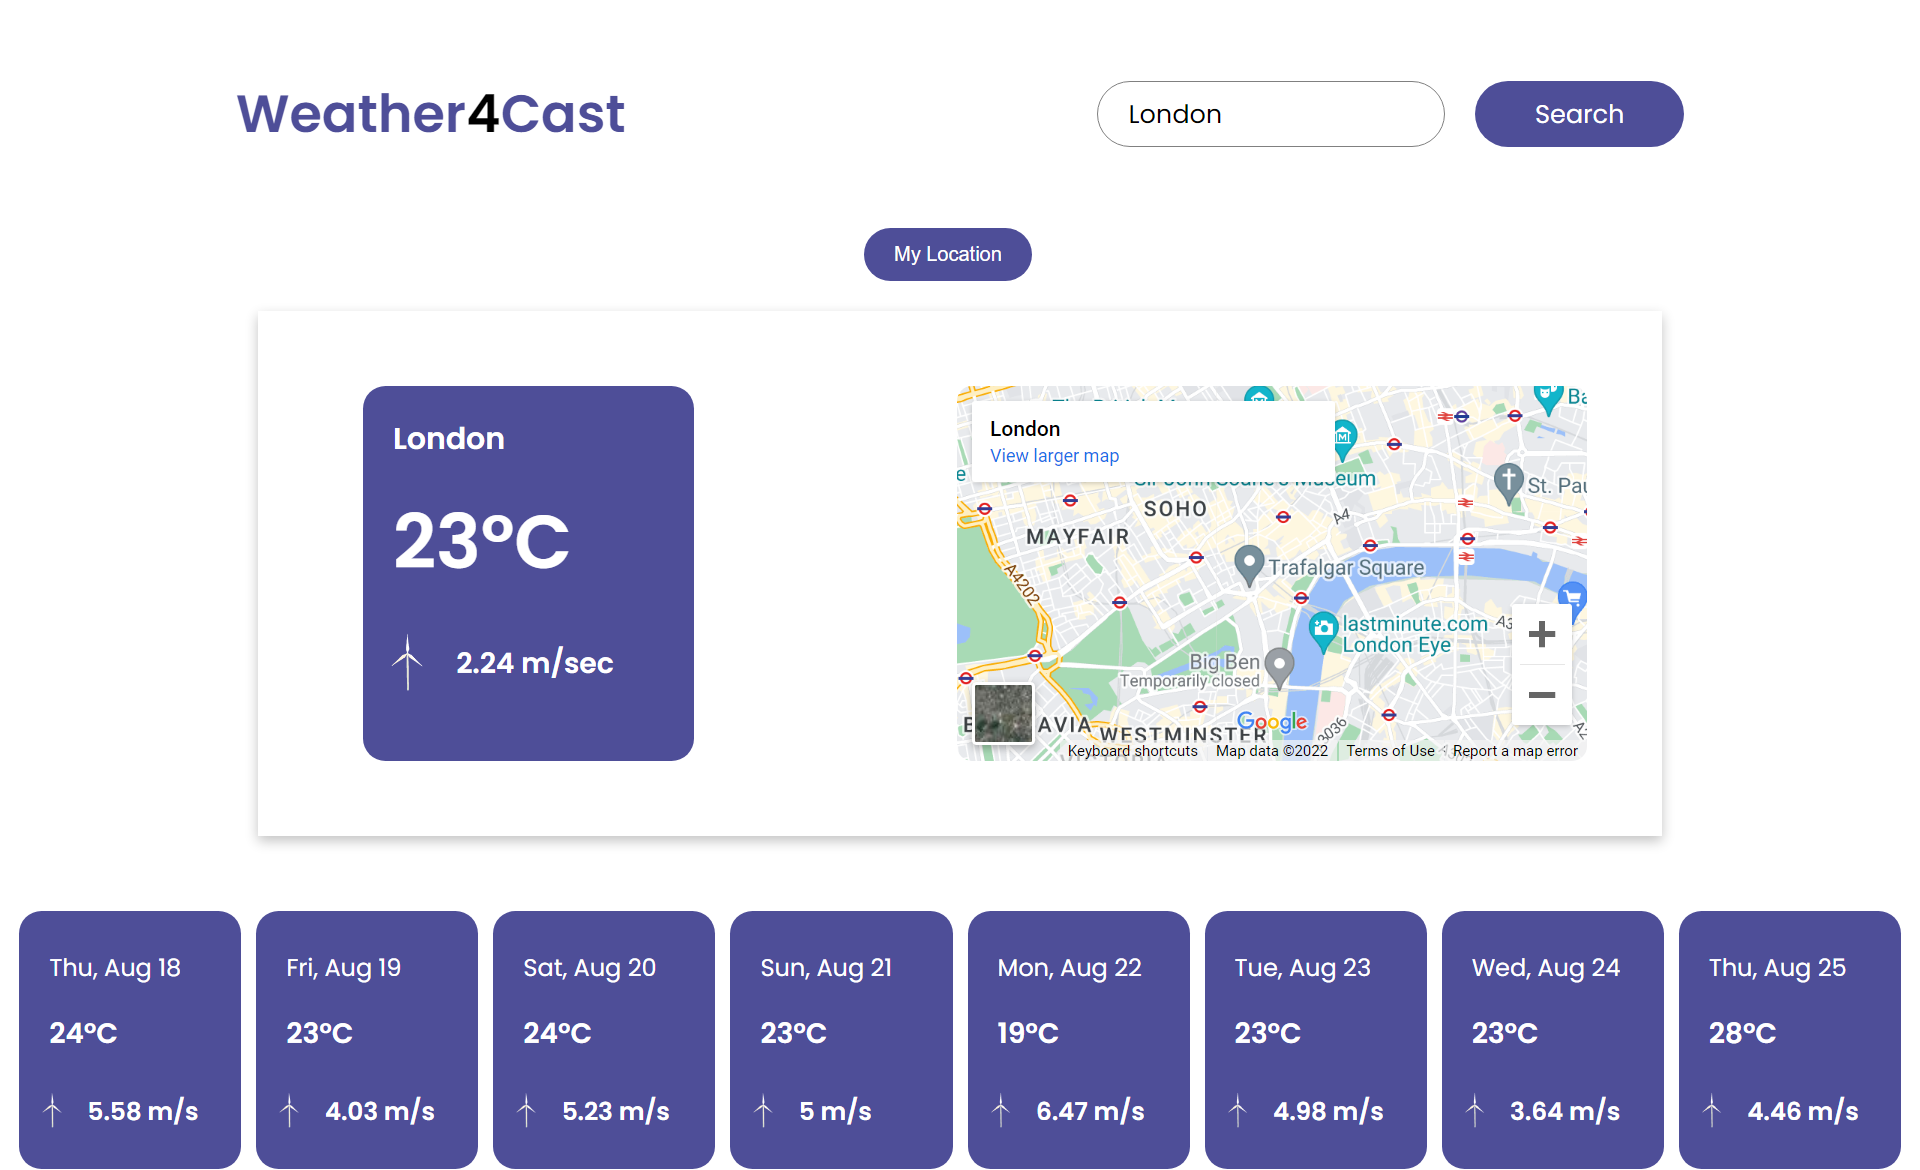 Weather4Cast
London
Search
My Location
London
23°C
2.24 m/sec
London
View larger map
SOHO
MAYFAIR
A4
St. Pau
A4202
Trafalgar Square
lastminute.com
London Eye
Big Ben
Temporarily closed
AVIA
WESTMINSTER
Google
3036
Keyboard shortcuts
Map data ©2022
Terms of Use
Report a map error
Thu, Aug 18
24°C
5.58 m/s
Fri, Aug 19
23°C
4.03 m/s
Sat, Aug 20
24°C
5.23 m/s
Sun, Aug 21
23°C
5 m/s
Mon, Aug 22
19°C
6.47 m/s
Tue, Aug 23
23°C
4.98 m/s
Wed, Aug 24
23°C
3.64 m/s
Thu, Aug 25
28°C
4.46 m/s